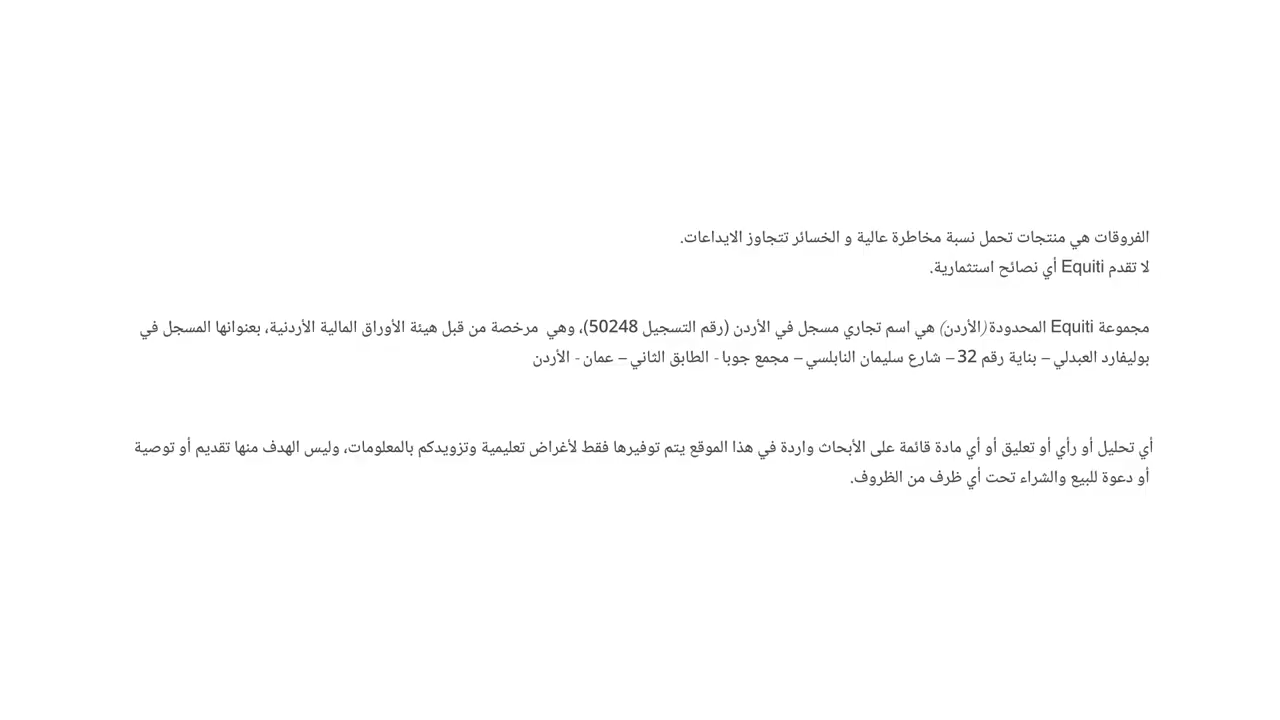 الفروقات هي منتجات تحمل نسبة مخاطرة عالية و الخسائر تتجاوز الايداعات.
لا تقدم Equiti أي نصائح استثمارية.
مجموعة Equiti المحدودة (الأردن) هي اسم تجاري مسجل في الأردن (رقم التسجيل 50248)، وهي مرخصة من قبل هيئة الأوراق المالية الأردنية، بعنوانها المسجل في
بوليفارد العبدلي – بناية رقم 32 – شارع سليمان النابلسي – مجمع جوبا - الطابق الثاني – عمان - الأردن
أي تحليل أو رأي أو تعليق أو أي مادة قائمة على الأبحاث واردة في هذا الموقع يتم توفيرها فقط لأغراض تعليمية وتزويدكم بالمعلومات، وليس الهدف منها تقديم أو توصية
أو دعوة للبيع والشراء تحت أي ظرف من الظروف.